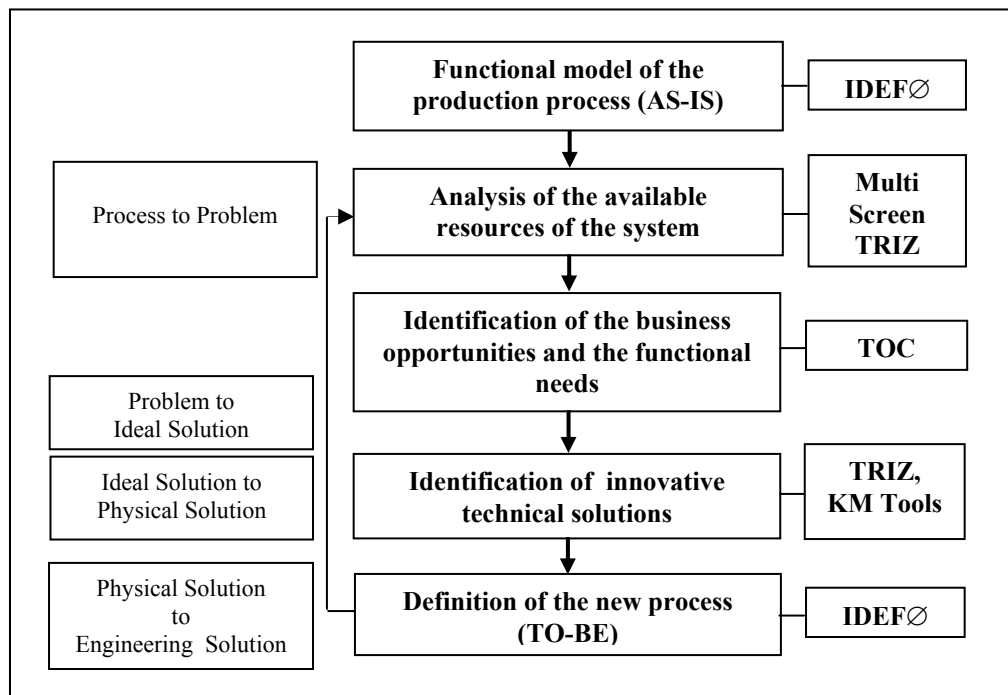 Functional model of the
production process (AS-IS)
IDEF∅
Process to Problem
Analysis of the available
resources of the system
Multi
Screen
TRIZ
Identification of the business
opportunities and the functional
needs
TOC
Problem to
Ideal Solution
Ideal Solution to
Physical Solution
Identification of innovative
technical solutions
TRIZ,
KM Tools
Physical Solution
to
Engineering Solution
Definition of the new process
(TO-BE)
IDEF∅